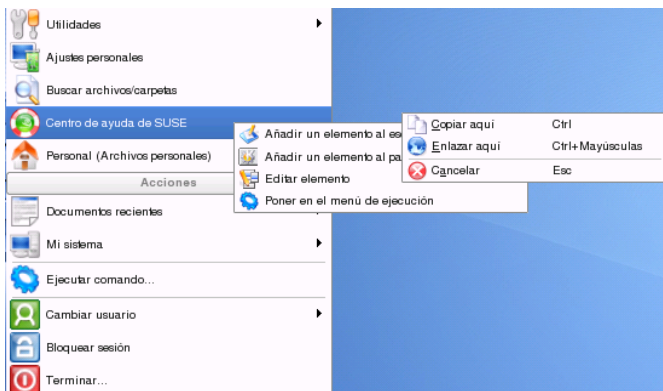 Utilidades
Ajustes personales
Buscar archivos/carpetas
Centro de ayuda de SUSE
Personal (Archivos personales)
Acciones
Documentos recientes
Mi sistema
Ejecutar comando...
Cambiar usuario
Bloquear sesión
Terminar...
Añadir un elemento al
Añadir un elemento al
Editar elemento
Poner en el menú de ejecución
Copiar aquí Ctrl
Enlazar aquí Ctrl+Mayúsculas
Cancelar Esc